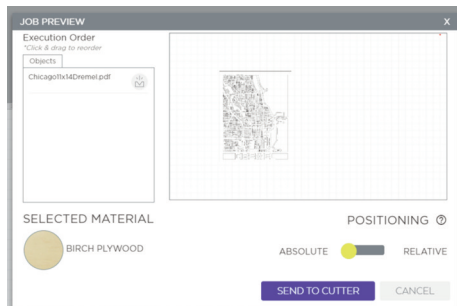 JOB PREVIEW X
Execution Order
*Click & drag to reorder
Objects
Chicago11x14Dremel.pdf
SELECTED MATERIAL
BIRCH PLYWOOD
POSITIONING ?
ABSOLUTE RELATIVE
SEND TO CUTTER CANCEL